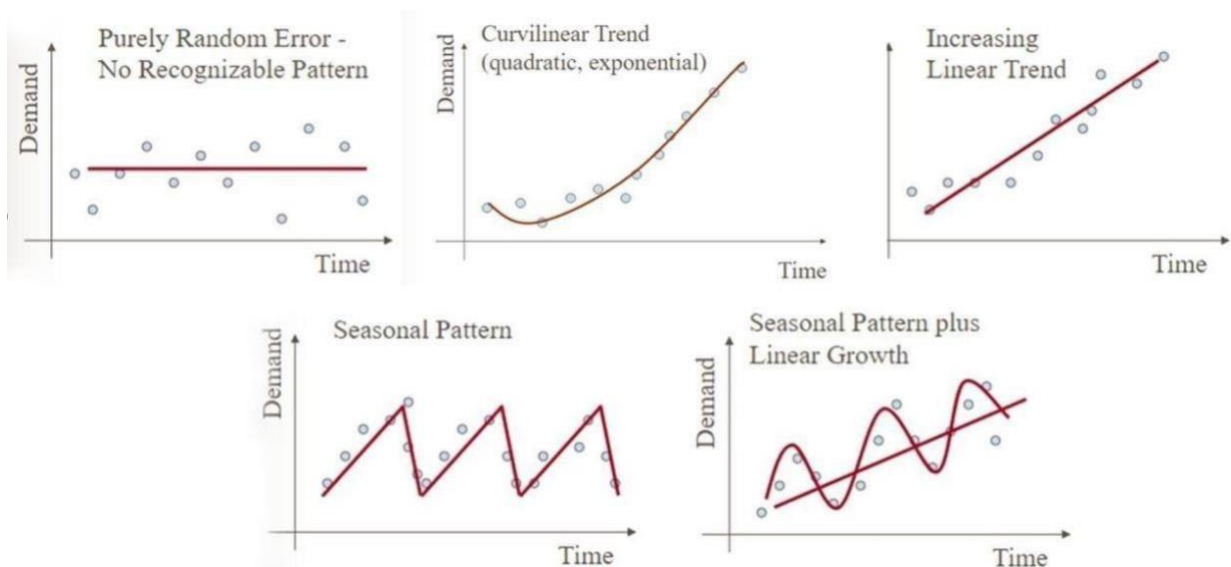 Purely Random Error -
No Recognizable Pattern
Demand
Time
Curvilinear Trend
(quadratic, exponential)
Demand
Time
Increasing
Linear Trend
Demand
Time
Seasonal Pattern
Demand
Time
Seasonal Pattern plus
Linear Growth
Demand
Time